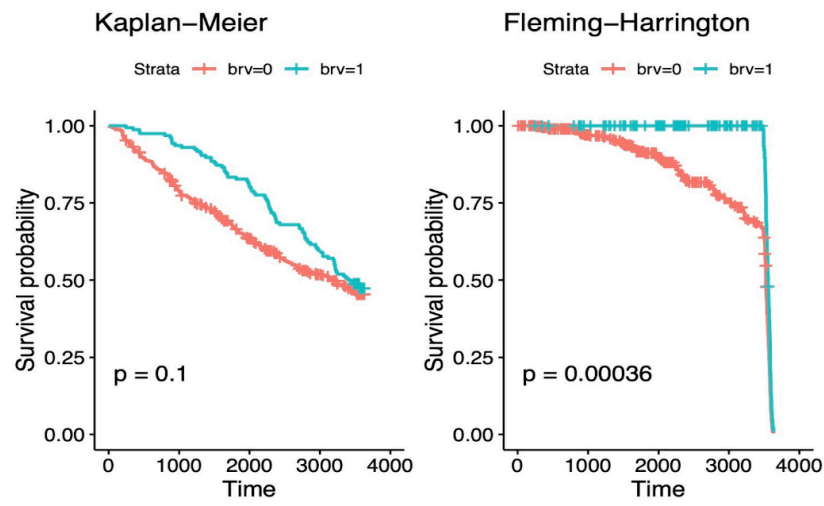 Kaplan−Meier
Strata brv=0 brv=1
Survival probability
1.00
0.75
0.50
0.25
0.00
p = 0.1
0 1000 2000 3000 4000
Time
Fleming−Harrington
Strata brv=0 brv=1
Survival probability
1.00
0.75
0.50
0.25
0.00
p = 0.00036
0 1000 2000 3000 4000
Time